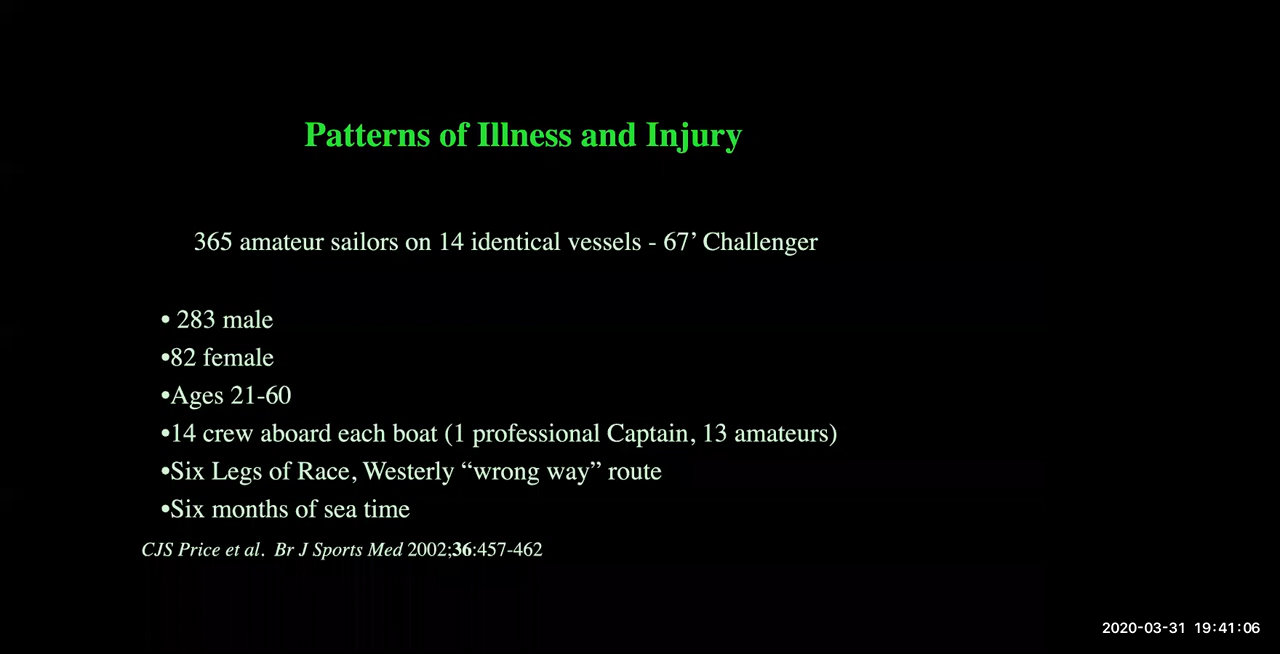 Patterns of Illness and Injury
365 amateur sailors on 14 identical vessels - 67’ Challenger
• 283 male
•82 female
•Ages 21-60
•14 crew aboard each boat (1 professional Captain, 13 amateurs)
•Six Legs of Race, Westerly “wrong way” route
•Six months of sea time
CJS Price et al. Br J Sports Med 2002;36:457-462
2020-03-31 19:41:06